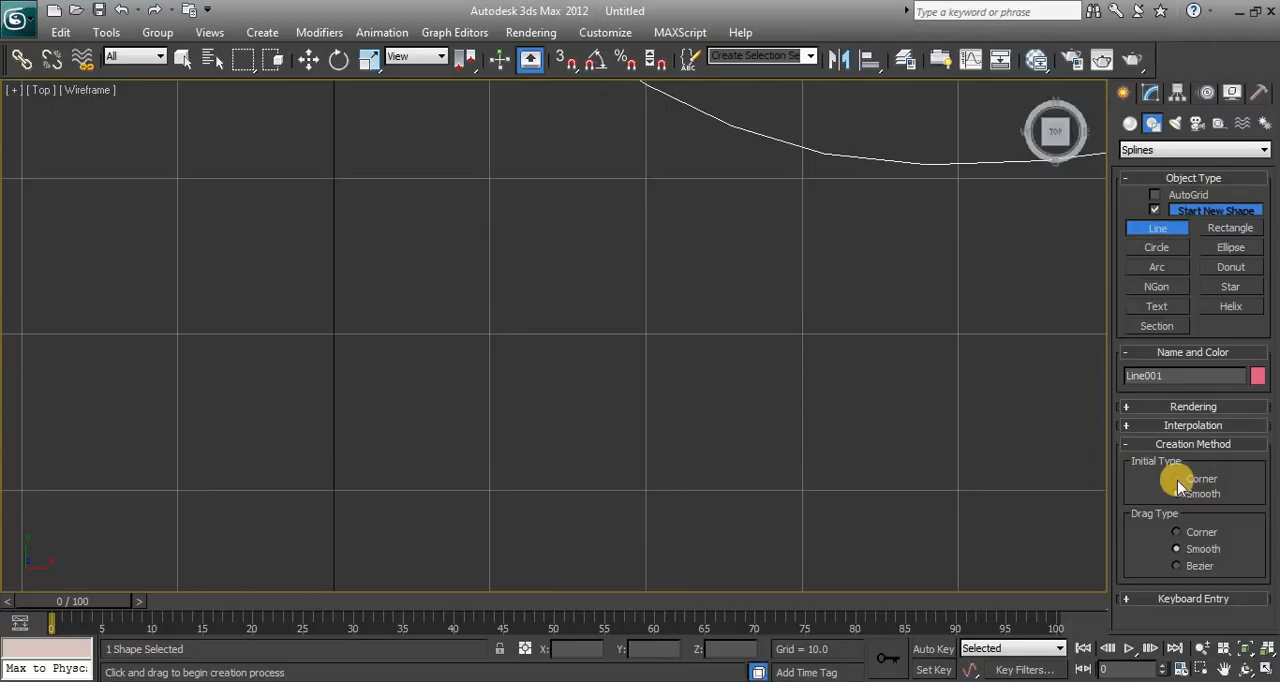 Autodesk 3ds Max 2012 Untitled
Type a keyword or phrase
Edit Tools Group Views Create Modifiers Animation Graph Editors Rendering Customize MAXScript Help
All View 3 Create Selection Se
[ + ] [ Top ] [ Wireframe ]
TOP
Splines
- Object Type
AutoGrid
Start New Shape
Line Rectangle
Circle Ellipse
Arc Donut
NGon Star
Text Helix
Section
- Name and Color
Line001
+ Rendering
+ Interpolation
- Creation Method
Initial Type
Corner
Smooth
Drag Type
Corner
Smooth
Bezier
+ Keyboard Entry
y
x
< 0 / 100 >
0 5 10 15 20 25 30 35 40 45 50 55 60 65 70 75 80 85 90 95 100
1 Shape Selected X: Y: Z: Grid = 10.0 Auto Key Selected
Max to Physc: Click and drag to begin creation process Add Time Tag Set Key Key Filters... 0